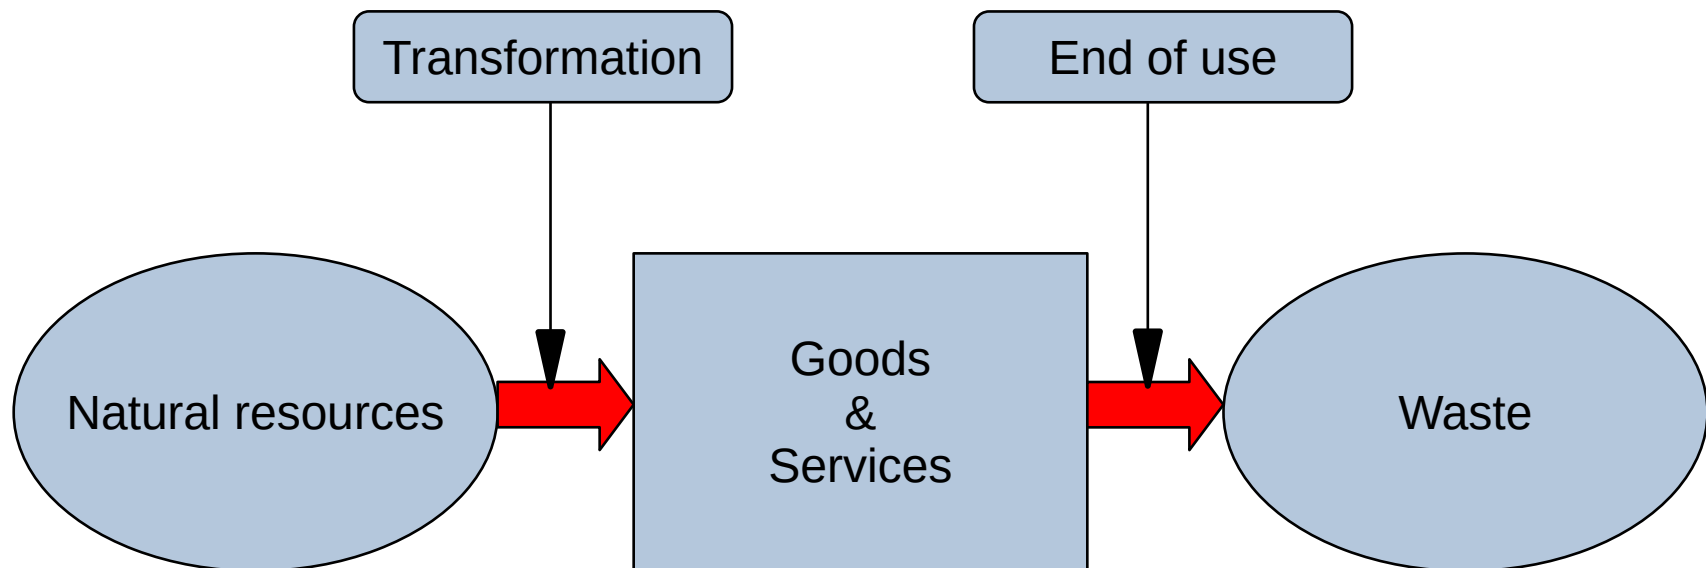 Transformation
End of use
Natural resources
Goods
&
Services
Waste